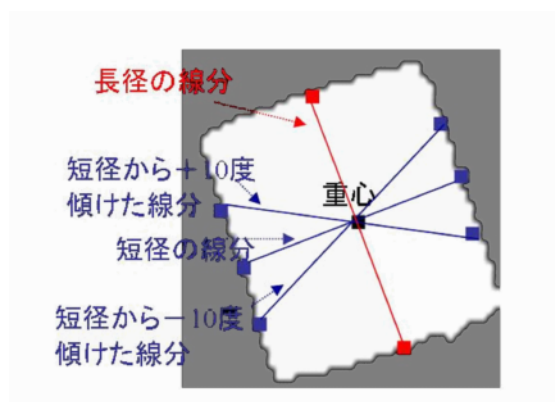 長径の線分
短径から＋10度
傾けた線分
重心
短径の線分
短径から－10度
傾けた線分